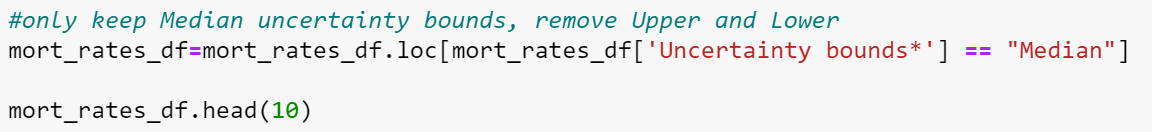 #only keep Median uncertainty bounds, remove Upper and Lower
mort_rates_df=mort_rates_df.loc[mort_rates_df['Uncertainty bounds*'] == "Median"]
mort_rates_df.head(10)